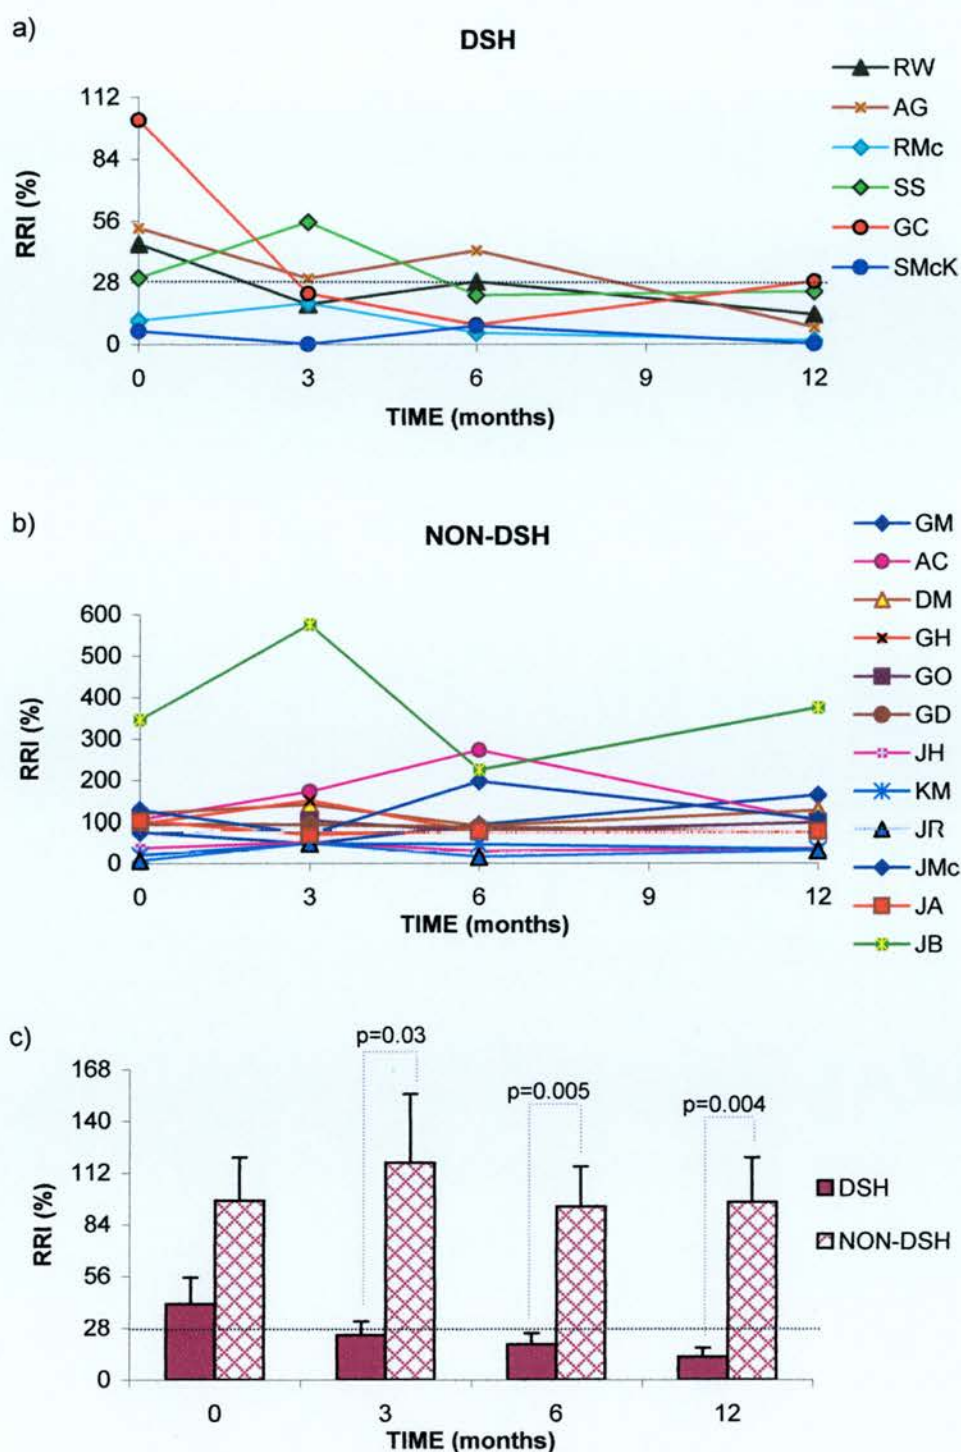 a)
DSH
RRI (%)
112
84
56
28
0
0 3 6 9 12
TIME (months)
RW
AG
RMc
SS
GC
SMcK
b)
NON-DSH
RRI (%)
600
500
400
300
200
100
0
0 3 6 9 12
TIME (months)
GM
AC
DM
GH
GO
GD
JH
KM
JR
JMc
JA
JB
c)
RRI (%)
168
140
112
84
56
28
0
p=0.03
p=0.005
p=0.004
0 3 6 12
TIME (months)
DSH
NON-DSH